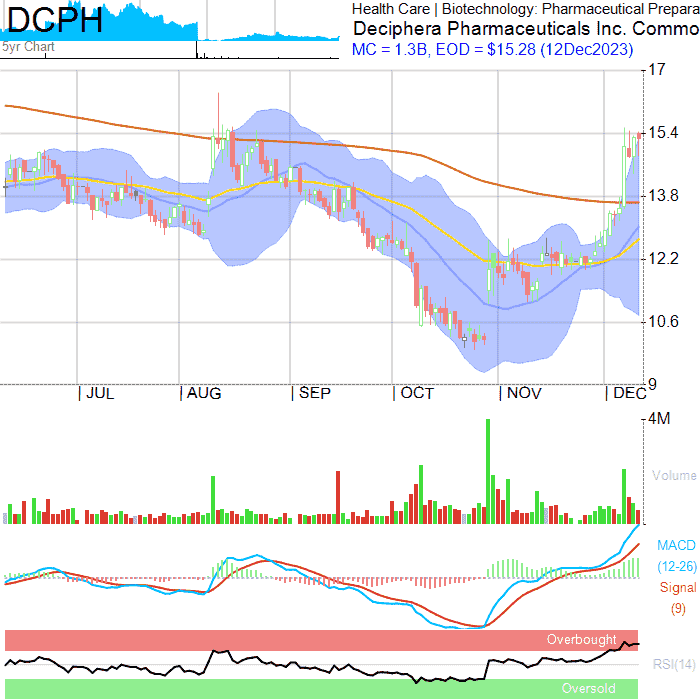 DCPH
Health Care | Biotechnology: Pharmaceutical Prepara
Deciphera Pharmaceuticals Inc. Commo
MC = 1.3B, EOD = $15.28 (12Dec2023)
5yr Chart
17
15.4
13.8
12.2
10.6
9
| JUL | AUG | SEP | OCT | NOV | DEC
4M
Volume
MACD
(12-26)
Signal
(9)
Overbought
RSI(14)
Oversold